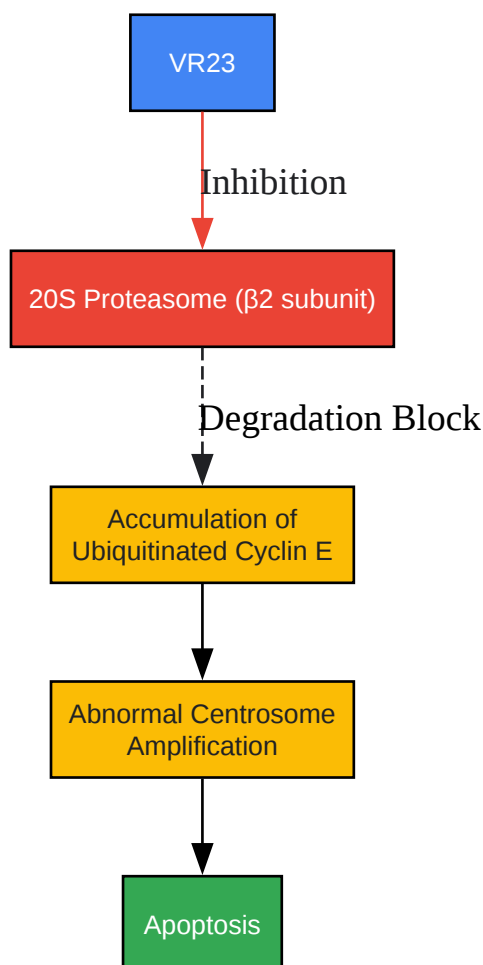 VR23
Inhibition
20S Proteasome (β2 subunit)
Degradation Block
Accumulation of
Ubiquitinated Cyclin E
Abnormal Centrosome
Amplification
Apoptosis